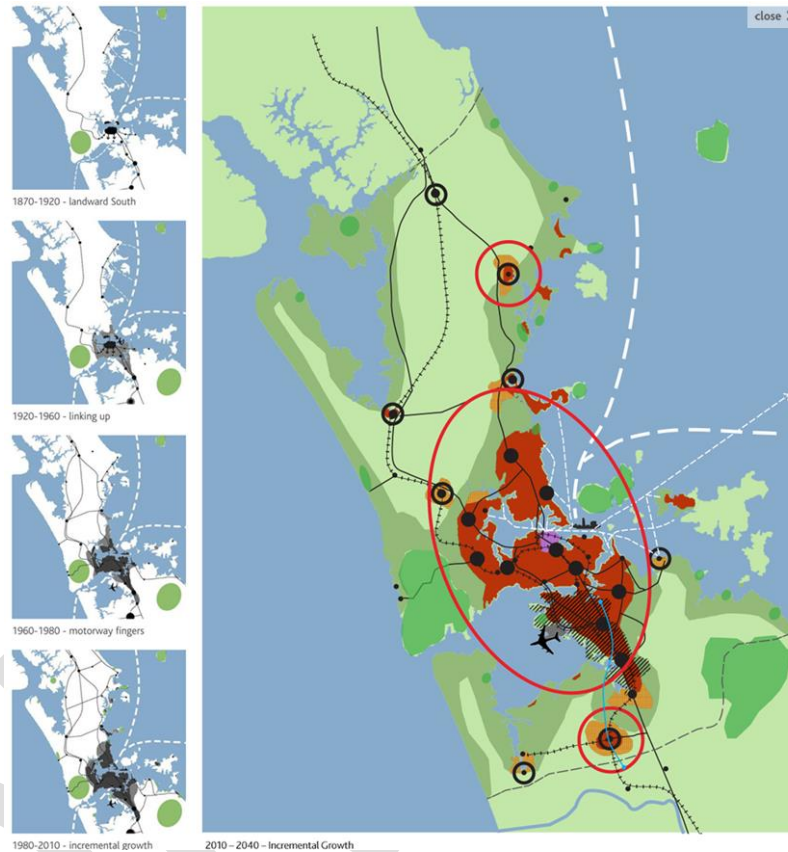 close
1870-1920 - landward South
1920-1960 - linking up
1960-1980 - motorway fingers
1980-2010 - incremental growth
2010 – 2040 – Incremental Growth